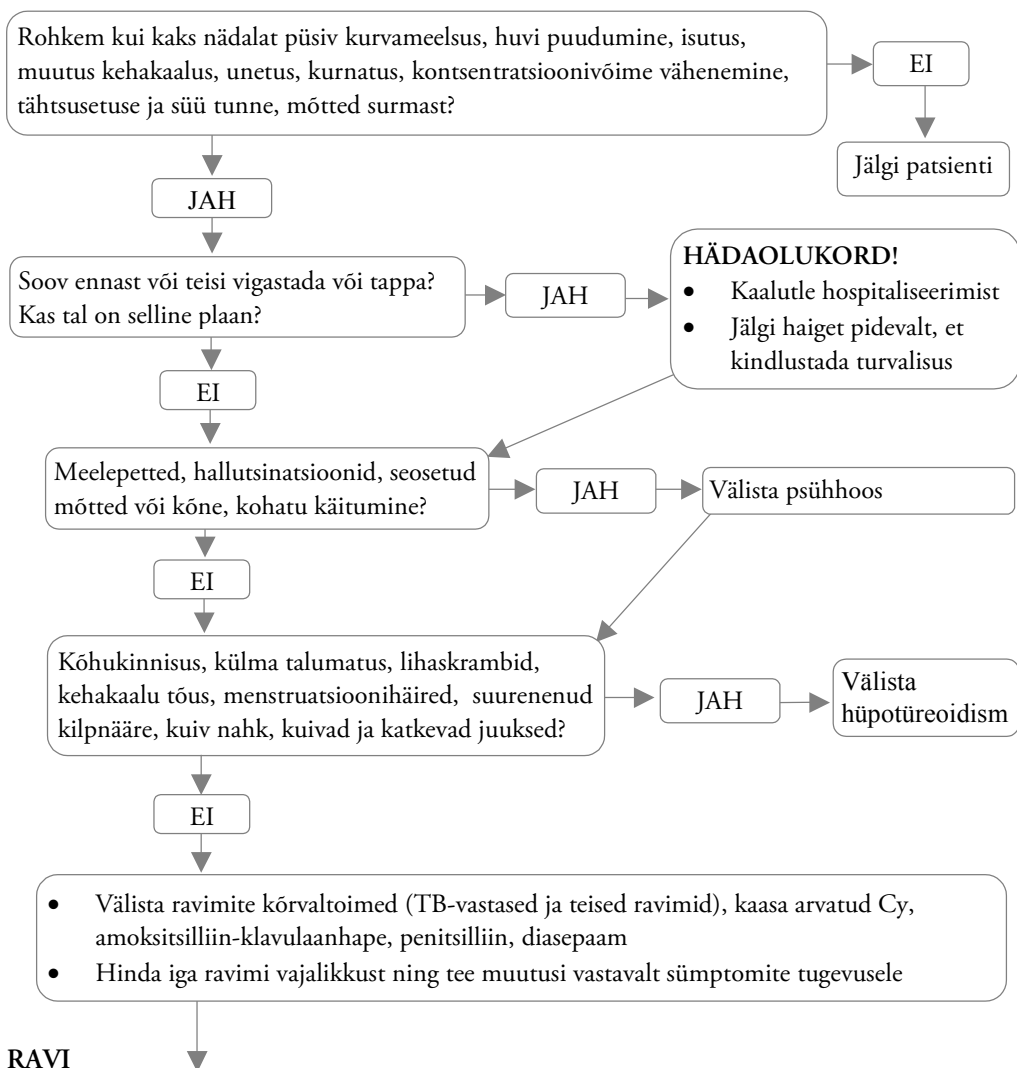 Rohkem kui kaks nädalat püsiv kurvameelsus, huvi puudumine, isutus,
muutus kehakaalus, unetus, kurnatus, kontsentratsioonivõime vähenemine,
tähtsusetuse ja süü tunne, mõtted surmast?
EI
Jälgi patsienti
JAH
Soov ennast või teisi vigastada või tappa?
Kas tal on selline plaan?
JAH
HÄDAOLUKORD!
• Kaalutle hospitaliseerimist
• Jälgi haiget pidevalt, et
kindlustada turvalisus
EI
Meelepetted, hallutsinatsioonid, seosetud
mõtted või kõne, kohatu käitumine?
JAH
Välista psühhoos
EI
Kõhukinnisus, külma talumatus, lihaskrambid,
kehakaalu tõus, menstruatsioonihäired, suurenenud
kilpnääre, kuiv nahk, kuivad ja katkevad juuksed?
JAH
Välista
hüpotüreoidism
EI
• Välista ravimite kõrvaltoimed (TB-vastased ja teised ravimid), kaasa arvatud Cy,
amoksitsilliin-klavulaanhape, penitsilliin, diasepaam
• Hinda iga ravimi vajalikkust ning tee muutusi vastavalt sümptomite tugevusele
RAVI